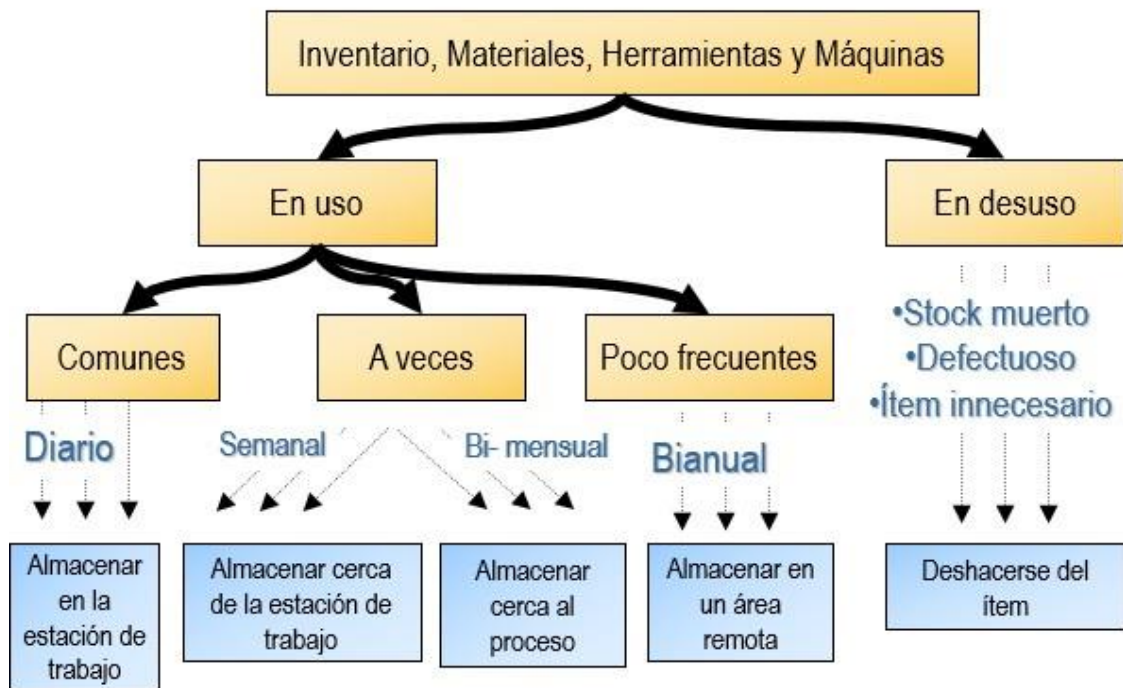 Inventario, Materiales, Herramientas y Máquinas
En uso
En desuso
Comunes
A veces
Poco frecuentes
•Stock muerto
•Defectuoso
•Ítem innecesario
Diario
Semanal
Bi- mensual
Bianual
Almacenar
en la
estación de
trabajo
Almacenar cerca
de la estación de
trabajo
Almacenar
cerca al
proceso
Almacenar en
un área
remota
Deshacerse del
ítem